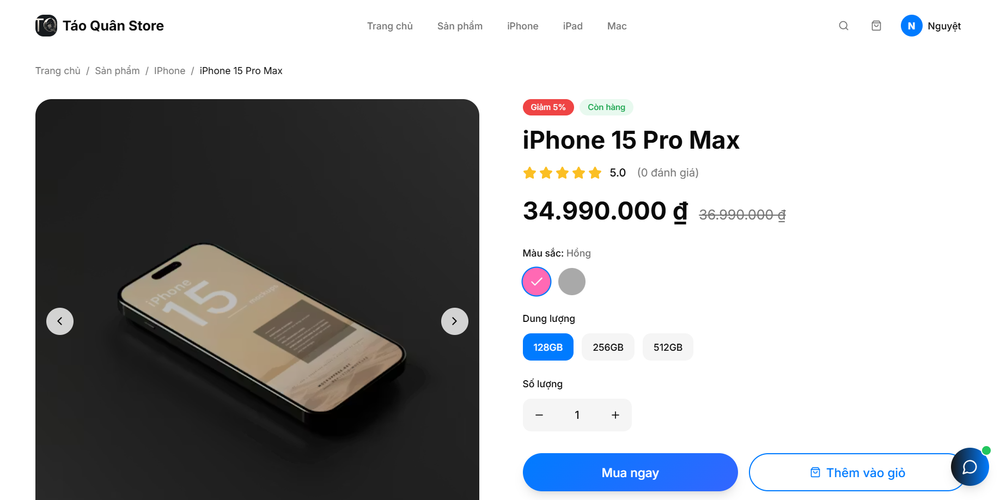 TQ
Táo Quân Store
Trang chủ
Sản phẩm
iPhone
iPad
Mac
N
Nguyệt
Trang chủ / Sản phẩm / IPhone / iPhone 15 Pro Max
Giảm 5%
Còn hàng
iPhone 15 Pro Max
5.0 (0 đánh giá)
34.990.000 ₫ 36.990.000 ₫
Màu sắc: Hồng
Dung lượng
128GB
256GB
512GB
Số lượng
− 1 +
Mua ngay
Thêm vào giỏ
iPhone
15
mockups